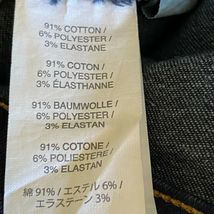 91% COTTON /
6% POLYESTER /
3% ELASTANE
91% COTON /
6% POLYESTER /
3% ÉLASTHANNE
91% BAUMWOLLE /
6% POLYESTER /
3% ELASTAN
91% COTONE /
6% POLIESTERE /
3% ELASTAN
綿 91% / エステル 6% /
エラステーン 3%